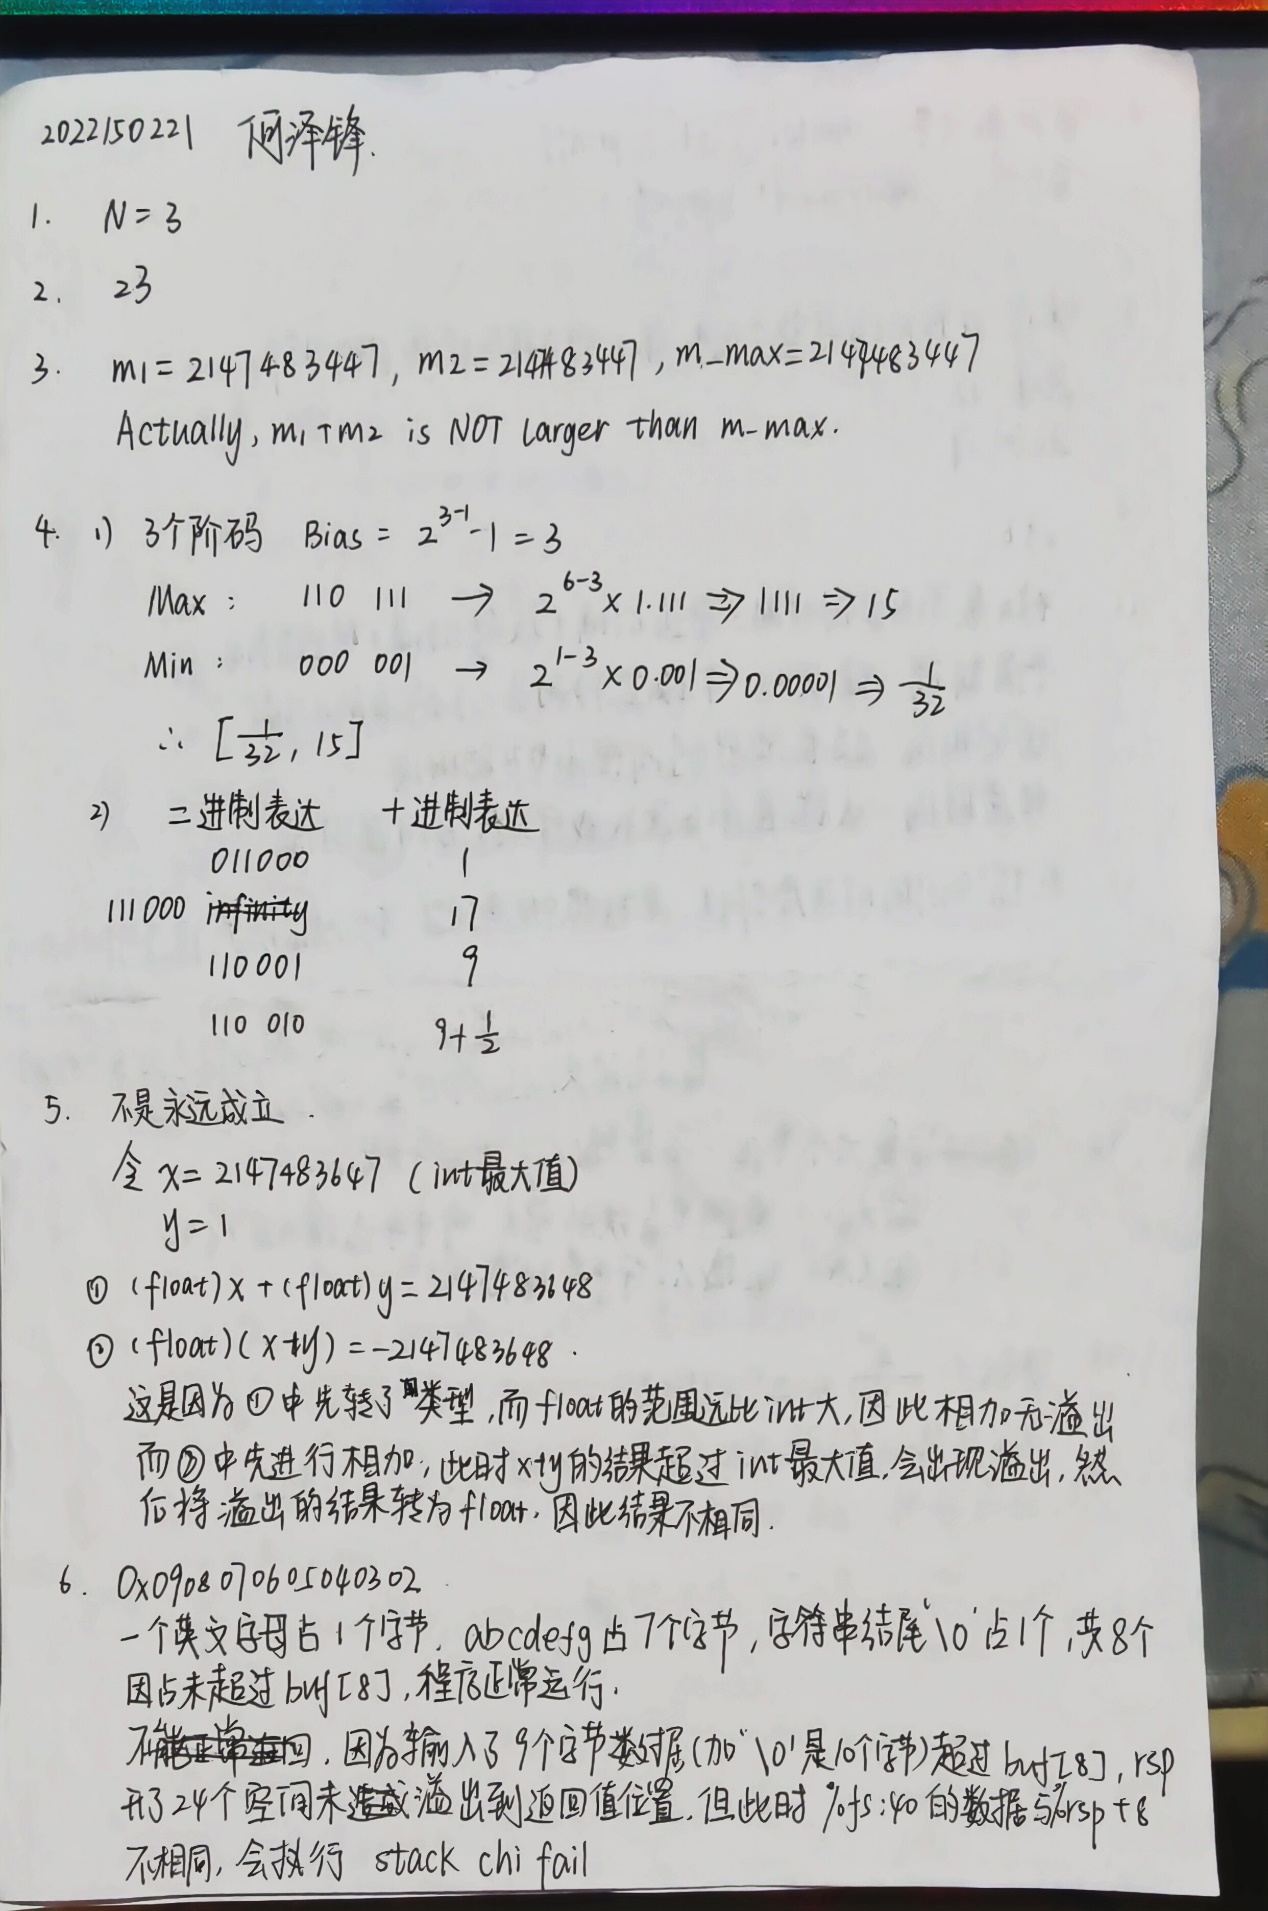 2022150221 何泽锋.
1. N=3
2. 23
3. m1=2147483447, m2=2147483447, m_max=2147483447
Actually, m1+m2 is NOT larger than m_max.
4. 1) 3个阶码 Bias = 2^{3-1}-1=3
Max: 110 111 → 2^{6-3}×1.111 ⇒ 1111 ⇒ 15
Min: 000 001 → 2^{1-3}×0.001 ⇒ 0.00001 ⇒ 1/32
∴ [1/32, 15]
2) 二进制表达 十进制表达
011000 1
111000 infinity 17
110001 9
110 010 9+1/2
5. 不是永远成立.
令 x=2147483647 (int最大值)
y=1
① (float)x+(float)y=2147483648
② (float)(x+y)=-2147483648.
这是因为①中先转了类型,而float的范围远比int大,因此相加无溢出
而②中先进行相加,此时x+y的结果超过int最大值,会出现溢出,然
后将溢出的结果转为float,因此结果不相同.
6. 0x0908070605040302
一个英文字母占1个字节, abcdefg占7个字节,字符串结尾'\0'占1个,共8个
因占未超过buf[8],程序正常运行.
不能正常返回,因为输入了9个字节数据(加'\0'是10个字节)超过buf[8], rsp
开了24个空间未造成溢出到返回值位置,但此时%fs:40的数据与%rsp+8
不相同,会执行 stack chi fail